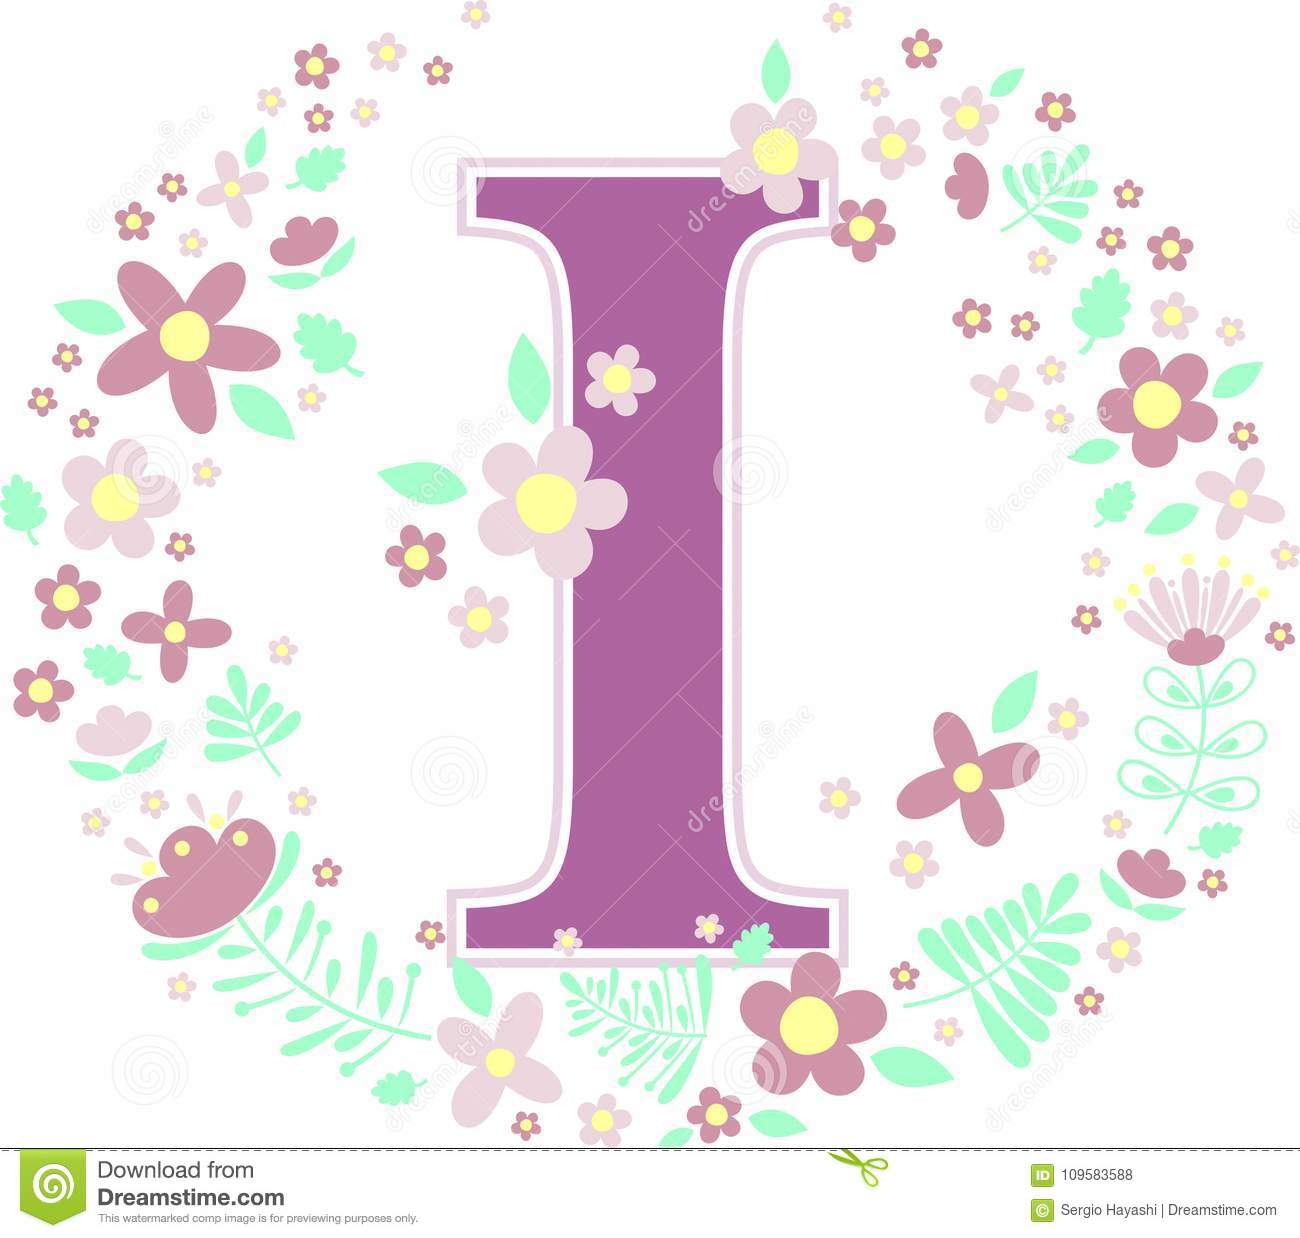 I
Download from
Dreamstime.com
This watermarked comp image is for previewing purposes only.
ID 109583588
© Sergio Hayashi | Dreamstime.com